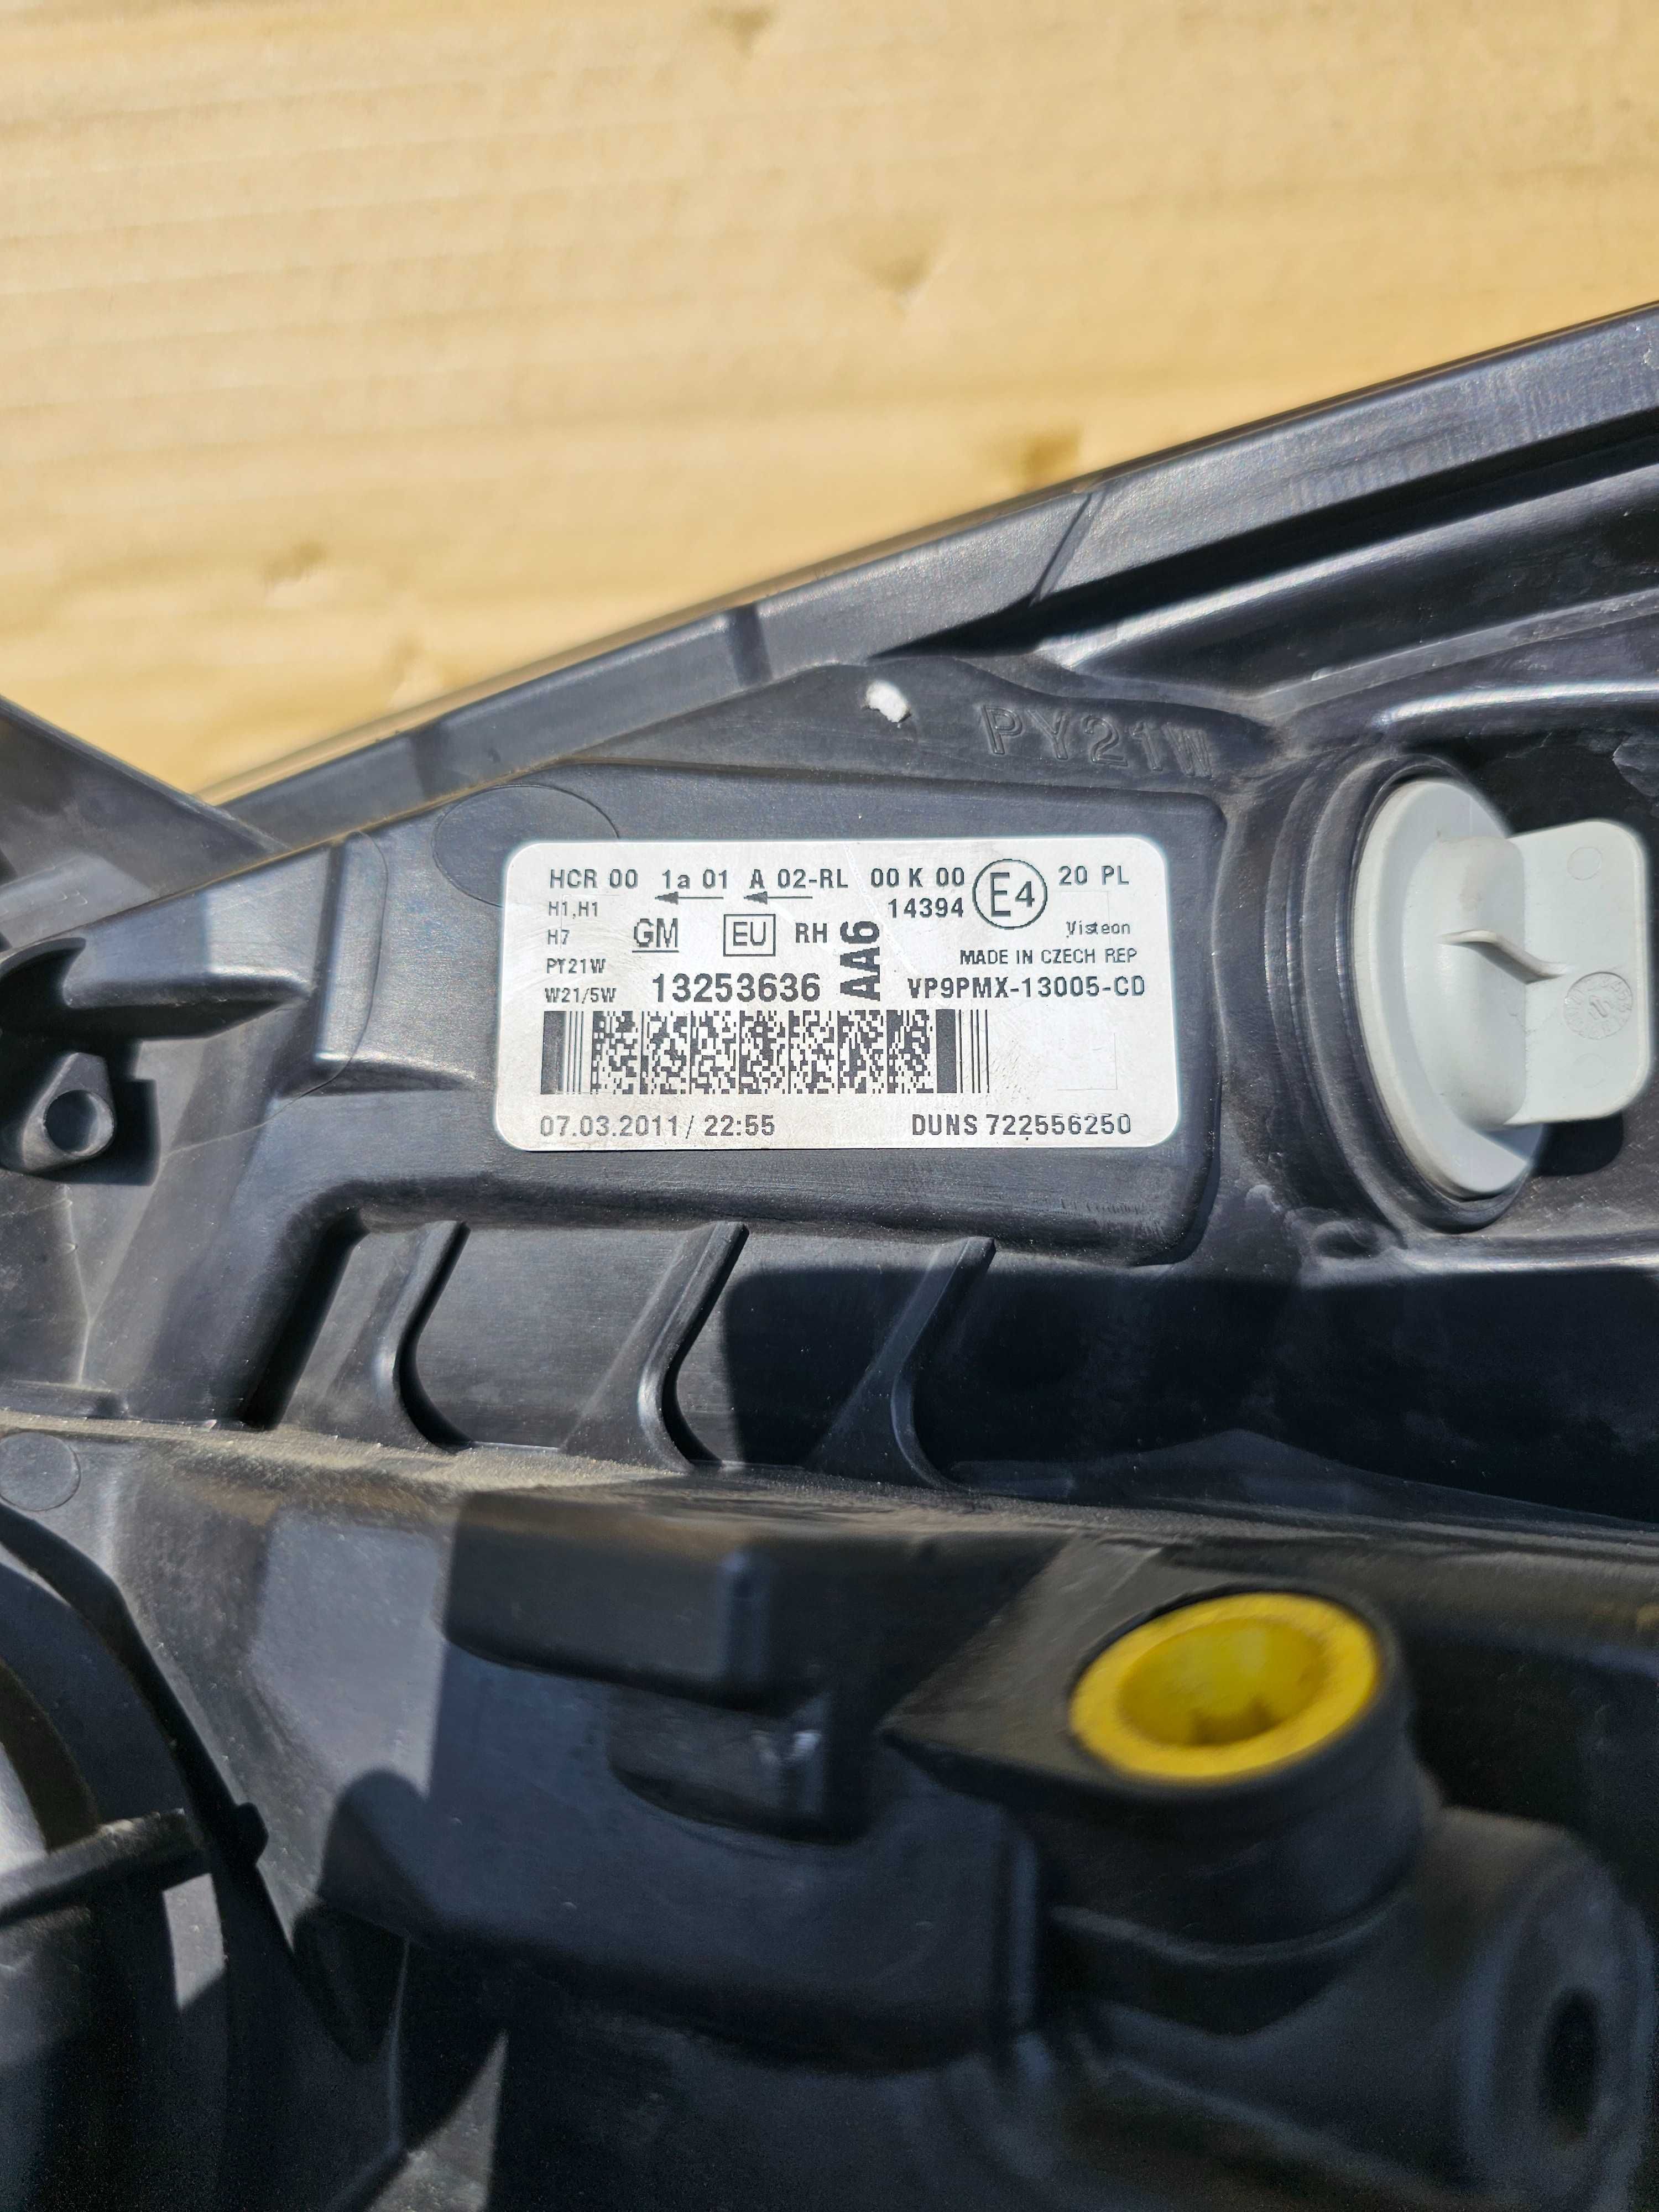 PY21W
HCR 00 1a 01 A 02-RL 00 K 00 E4 20 PL
H1,H1 14394
H7 GM EU RH AA6 Visteon
PY21W MADE IN CZECH REP
W21/5W 13253636 VP9PMX-13005-CD
07.03.2011/ 22:55 DUNS 722556250